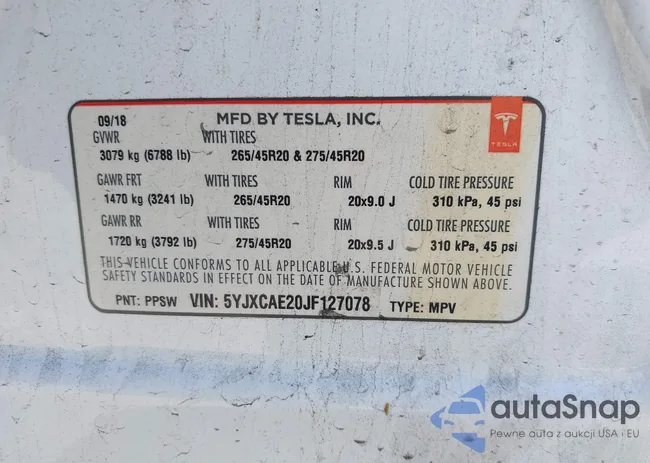 09/18 MFD BY TESLA, INC.
TESLA
GVWR WITH TIRES
3079 kg (6788 lb) 265/45R20 & 275/45R20
GAWR FRT WITH TIRES RIM COLD TIRE PRESSURE
1470 kg (3241 lb) 265/45R20 20x9.0 J 310 kPa, 45 psi
GAWR RR WITH TIRES RIM COLD TIRE PRESSURE
1720 kg (3792 lb) 275/45R20 20x9.5 J 310 kPa, 45 psi
THIS VEHICLE CONFORMS TO ALL APPLICABLE U.S. FEDERAL MOTOR VEHICLE
SAFETY STANDARDS IN EFFECT ON THE DATE OF MANUFACTURE SHOWN ABOVE.
PNT: PPSW VIN: 5YJXCAE20JF127078 TYPE: MPV
autaSnap
Pewne auta z aukcji USA i EU